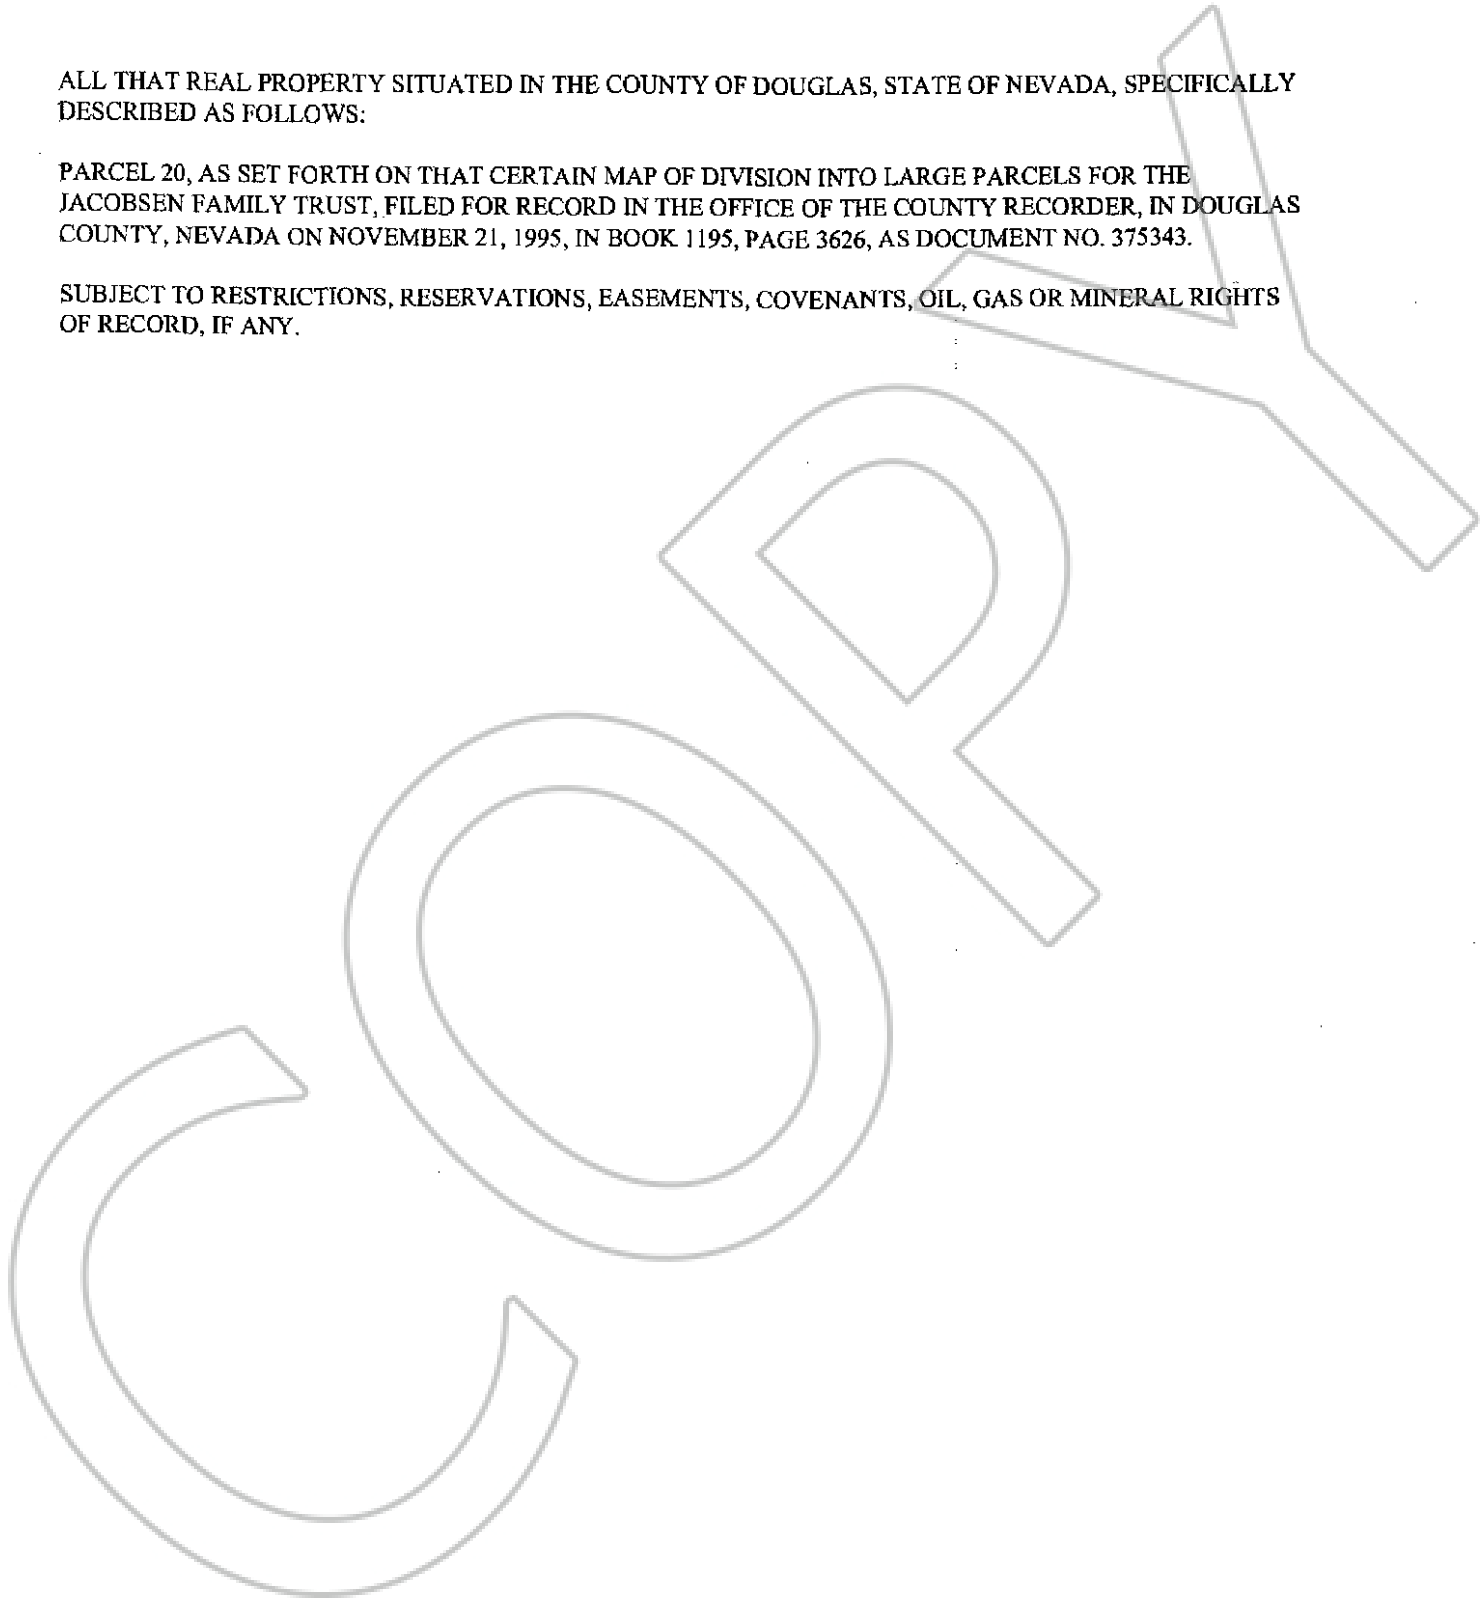 ALL THAT REAL PROPERTY SITUATED IN THE COUNTY OF DOUGLAS, STATE OF NEVADA, SPECIFICALLY
DESCRIBED AS FOLLOWS:
PARCEL 20, AS SET FORTH ON THAT CERTAIN MAP OF DIVISION INTO LARGE PARCELS FOR THE
JACOBSEN FAMILY TRUST, FILED FOR RECORD IN THE OFFICE OF THE COUNTY RECORDER, IN DOUGLAS
COUNTY, NEVADA ON NOVEMBER 21, 1995, IN BOOK 1195, PAGE 3626, AS DOCUMENT NO. 375343.
SUBJECT TO RESTRICTIONS, RESERVATIONS, EASEMENTS, COVENANTS, OIL, GAS OR MINERAL RIGHTS
OF RECORD, IF ANY.
COPY